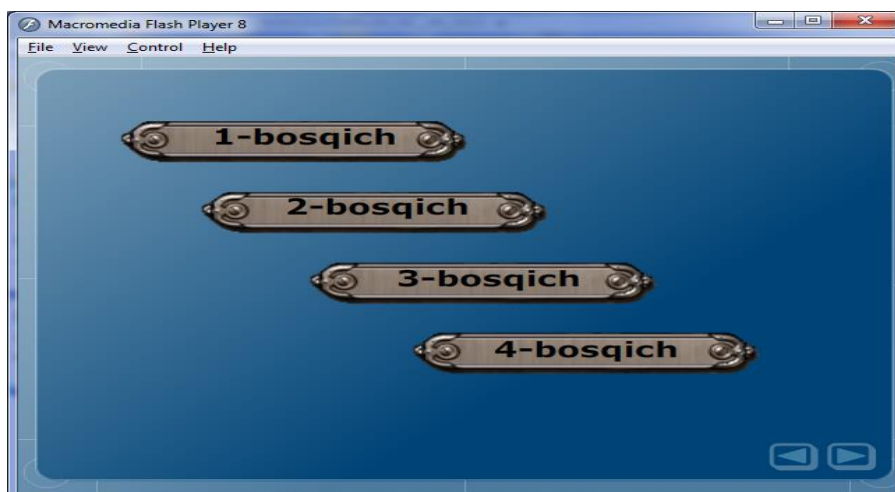 Macromedia Flash Player 8
File View Control Help
1-bosqich
2-bosqich
3-bosqich
4-bosqich